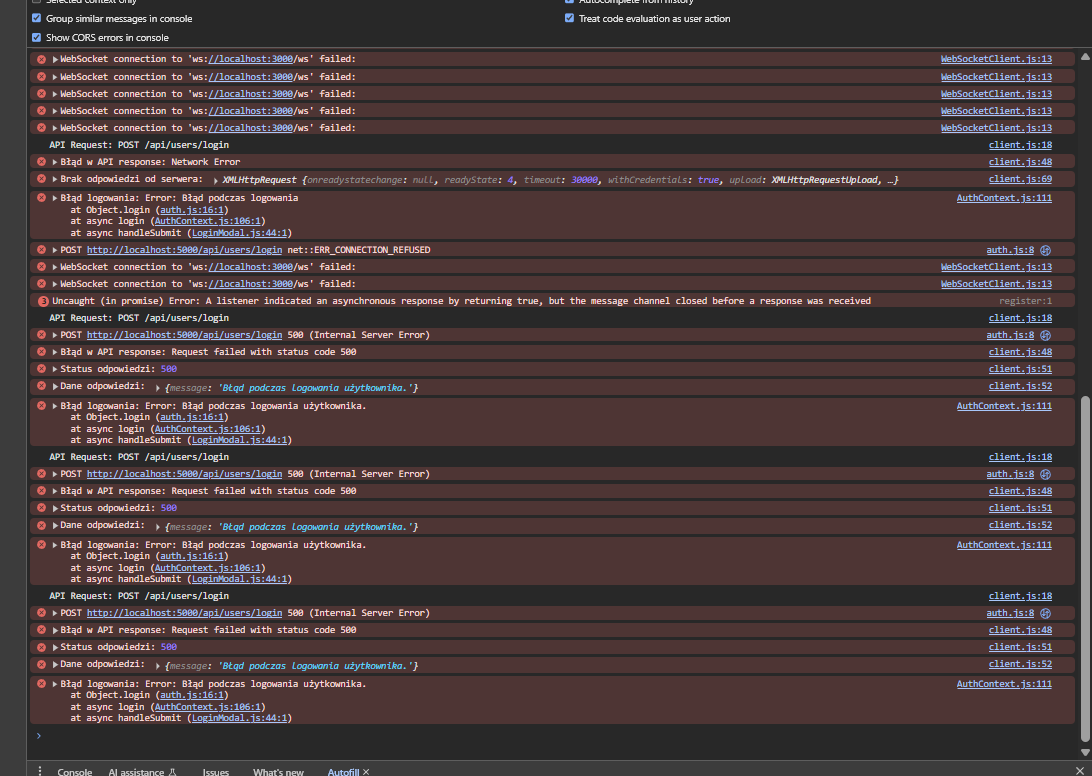 Selected context only
Autocomplete from history
Group similar messages in console
Treat code evaluation as user action
Show CORS errors in console
WebSocket connection to 'ws://localhost:3000/ws' failed: WebSocketClient.js:13
WebSocket connection to 'ws://localhost:3000/ws' failed: WebSocketClient.js:13
WebSocket connection to 'ws://localhost:3000/ws' failed: WebSocketClient.js:13
WebSocket connection to 'ws://localhost:3000/ws' failed: WebSocketClient.js:13
WebSocket connection to 'ws://localhost:3000/ws' failed: WebSocketClient.js:13
API Request: POST /api/users/login client.js:18
Błąd w API response: Network Error client.js:48
Brak odpowiedzi od serwera: XMLHttpRequest {onreadystatechange: null, readyState: 4, timeout: 30000, withCredentials: true, upload: XMLHttpRequestUpload, …} client.js:69
Błąd logowania: Error: Błąd podczas logowania AuthContext.js:111
at Object.login (auth.js:16:1)
at async login (AuthContext.js:106:1)
at async handleSubmit (LoginModal.js:44:1)
POST http://localhost:5000/api/users/login net::ERR_CONNECTION_REFUSED auth.js:8
WebSocket connection to 'ws://localhost:3000/ws' failed: WebSocketClient.js:13
WebSocket connection to 'ws://localhost:3000/ws' failed: WebSocketClient.js:13
3 Uncaught (in promise) Error: A listener indicated an asynchronous response by returning true, but the message channel closed before a response was received register:1
API Request: POST /api/users/login client.js:18
POST http://localhost:5000/api/users/login 500 (Internal Server Error) auth.js:8
Błąd w API response: Request failed with status code 500 client.js:48
Status odpowiedzi: 500 client.js:51
Dane odpowiedzi: {message: 'Błąd podczas logowania użytkownika.'} client.js:52
Błąd logowania: Error: Błąd podczas logowania użytkownika. AuthContext.js:111
at Object.login (auth.js:16:1)
at async login (AuthContext.js:106:1)
at async handleSubmit (LoginModal.js:44:1)
API Request: POST /api/users/login client.js:18
POST http://localhost:5000/api/users/login 500 (Internal Server Error) auth.js:8
Błąd w API response: Request failed with status code 500 client.js:48
Status odpowiedzi: 500 client.js:51
Dane odpowiedzi: {message: 'Błąd podczas logowania użytkownika.'} client.js:52
Błąd logowania: Error: Błąd podczas logowania użytkownika. AuthContext.js:111
at Object.login (auth.js:16:1)
at async login (AuthContext.js:106:1)
at async handleSubmit (LoginModal.js:44:1)
API Request: POST /api/users/login client.js:18
POST http://localhost:5000/api/users/login 500 (Internal Server Error) auth.js:8
Błąd w API response: Request failed with status code 500 client.js:48
Status odpowiedzi: 500 client.js:51
Dane odpowiedzi: {message: 'Błąd podczas logowania użytkownika.'} client.js:52
Błąd logowania: Error: Błąd podczas logowania użytkownika. AuthContext.js:111
at Object.login (auth.js:16:1)
at async login (AuthContext.js:106:1)
at async handleSubmit (LoginModal.js:44:1)
Console AI assistance Issues What's new Autofill